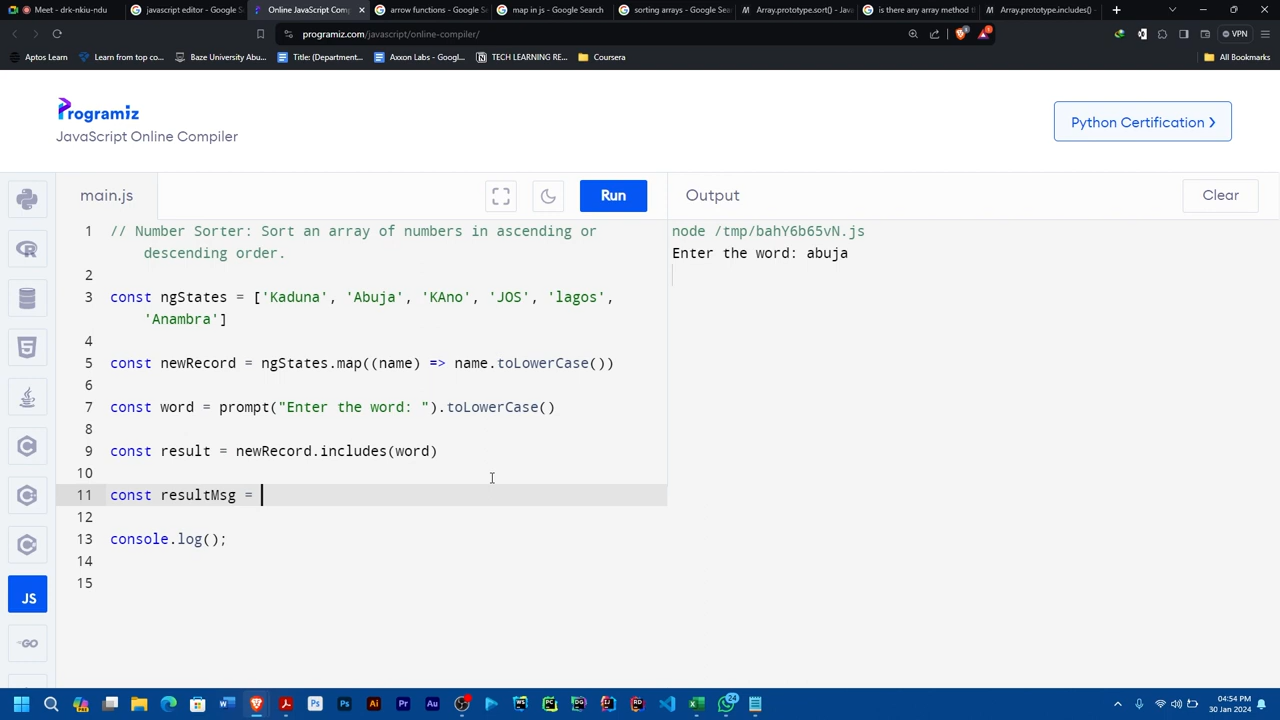 Meet – drk-nkiu-ndu
javascript editor - Google S
Online JavaScript Comp
arrow functions - Google S
map in js - Google Search
sorting arrays - Google Sea
Array.prototype.sort() - Java
is there any array method t
Array.prototype.includes() -
programiz.com/javascript/online-compiler/
VPN
Aptos Learn
Learn from top co...
Baze University Abu...
Title: (Department...
Axxon Labs - Googl...
TECH LEARNING RE...
Coursera
All Bookmarks
Programiz
JavaScript Online Compiler
Python Certification
main.js
Run
Output
Clear
1 // Number Sorter: Sort an array of numbers in ascending or
descending order.
2
3 const ngStates = ['Kaduna', 'Abuja', 'KAno', 'JOS', 'lagos',
'Anambra']
4
5 const newRecord = ngStates.map((name) => name.toLowerCase())
6
7 const word = prompt("Enter the word: ").toLowerCase()
8
9 const result = newRecord.includes(word)
10
11 const resultMsg =
12
13 console.log();
14
15
node /tmp/bahY6b65vN.js
Enter the word: abuja
JS
GO
24
04:54 PM
30 Jan 2024